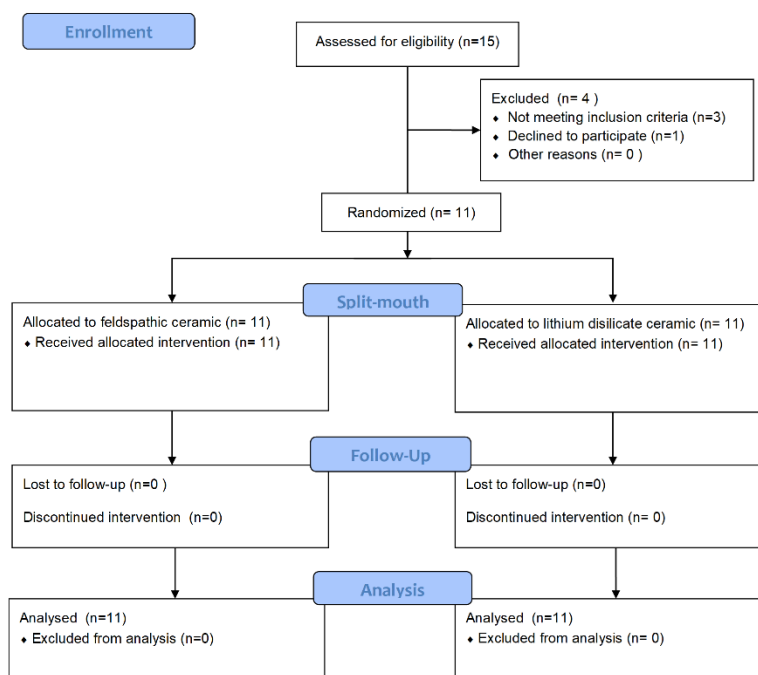 Enrollment
Assessed for eligibility (n=15)
Excluded (n= 4 )
♦ Not meeting inclusion criteria (n=3)
♦ Declined to participate (n=1)
♦ Other reasons (n= 0 )
Randomized (n= 11)
Split-mouth
Allocated to feldspathic ceramic (n= 11)
♦ Received allocated intervention (n= 11)
Allocated to lithium disilicate ceramic (n= 11)
♦ Received allocated intervention (n= 11)
Follow-Up
Lost to follow-up (n=0 )
Discontinued intervention (n=0)
Lost to follow-up (n=0)
Discontinued intervention (n= 0)
Analysis
Analysed (n=11)
♦ Excluded from analysis (n=0)
Analysed (n=11)
♦ Excluded from analysis (n= 0)